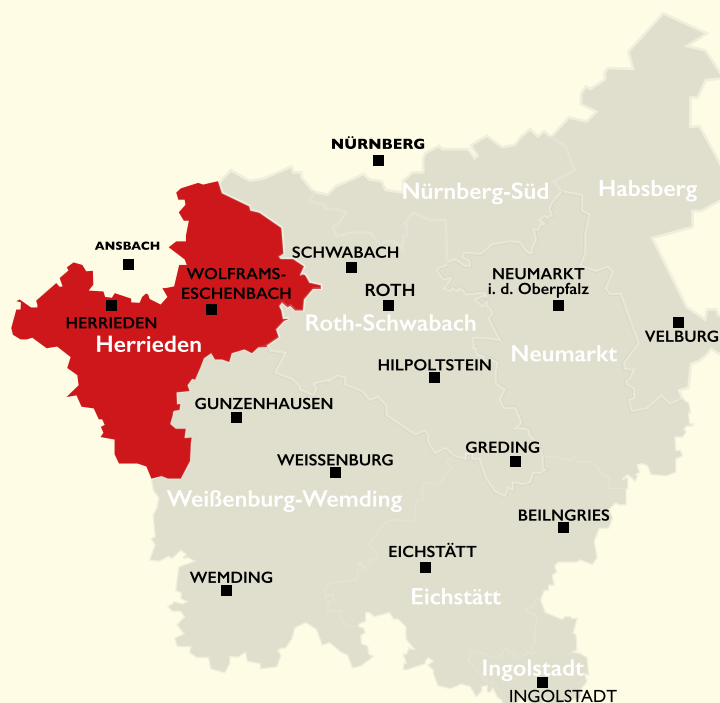 NÜRNBERG
Nürnberg-Süd
Habsberg
ANSBACH
SCHWABACH
WOLFRAMS-
ESCHENBACH
NEUMARKT
i. d. Oberpfalz
ROTH
HERRIEDEN
Roth-Schwabach
VELBURG
Herrieden
Neumarkt
HILPOLTSTEIN
GUNZENHAUSEN
GREDING
WEISSENBURG
Weißenburg-Wemding
BEILNGRIES
EICHSTÄTT
WEMDING
Eichstätt
Ingolstadt
INGOLSTADT